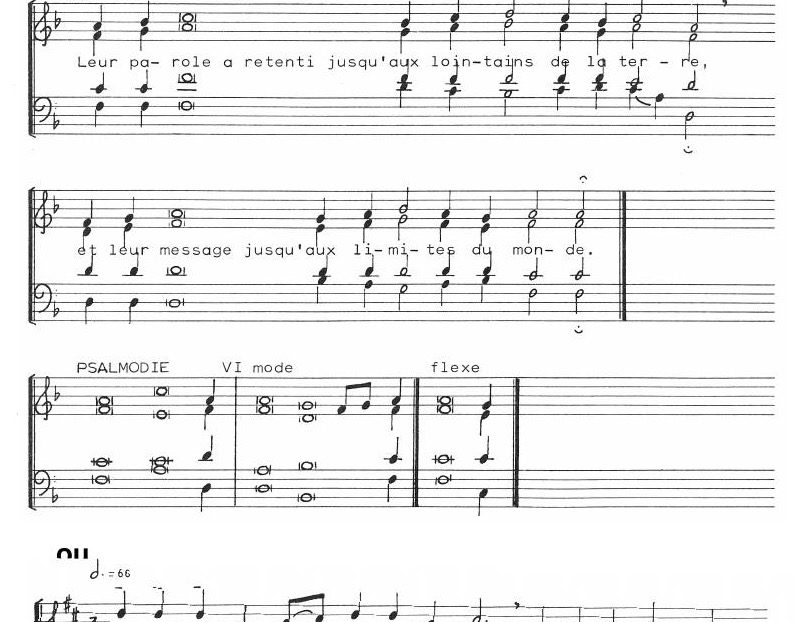 Leur pa- role a retenti jusqu'aux loin-tains de la ter - re,
et leur message jusqu'aux li-mi-tes du mon- de.
PSALMODIE VI mode flexe
ou
= 66